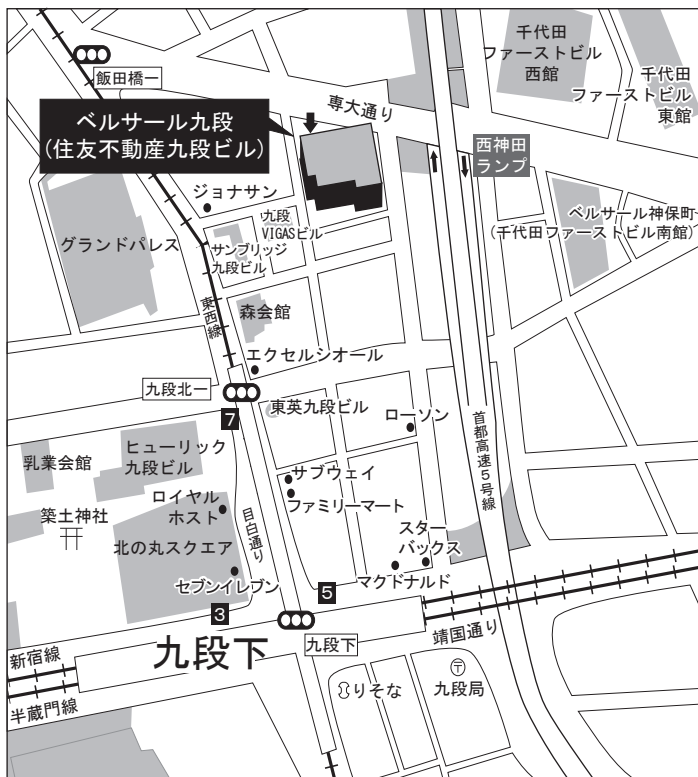 飯田橋一
千代田
ファーストビル
西館
千代田
ファーストビル
東館
専大通り
ベルサール九段
(住友不動産九段ビル)
西神田
ランプ
ジョナサン
九段
VIGASビル
ベルサール神保町
(千代田ファーストビル南館)
グランドパレス
サンブリッジ
九段ビル
東西線
森会館
エクセルシオール
九段北一
7
東英九段ビル
ローソン
首都高速5号線
乳業会館
ヒューリック
九段ビル
サブウェイ
ファミリーマート
ロイヤル
ホスト
築土神社
目白通り
北の丸スクエア
スター
バックス
セブンイレブン
マクドナルド
5
3
九段下
九段下
靖国通り
新宿線
半蔵門線
りそな
〒
九段局